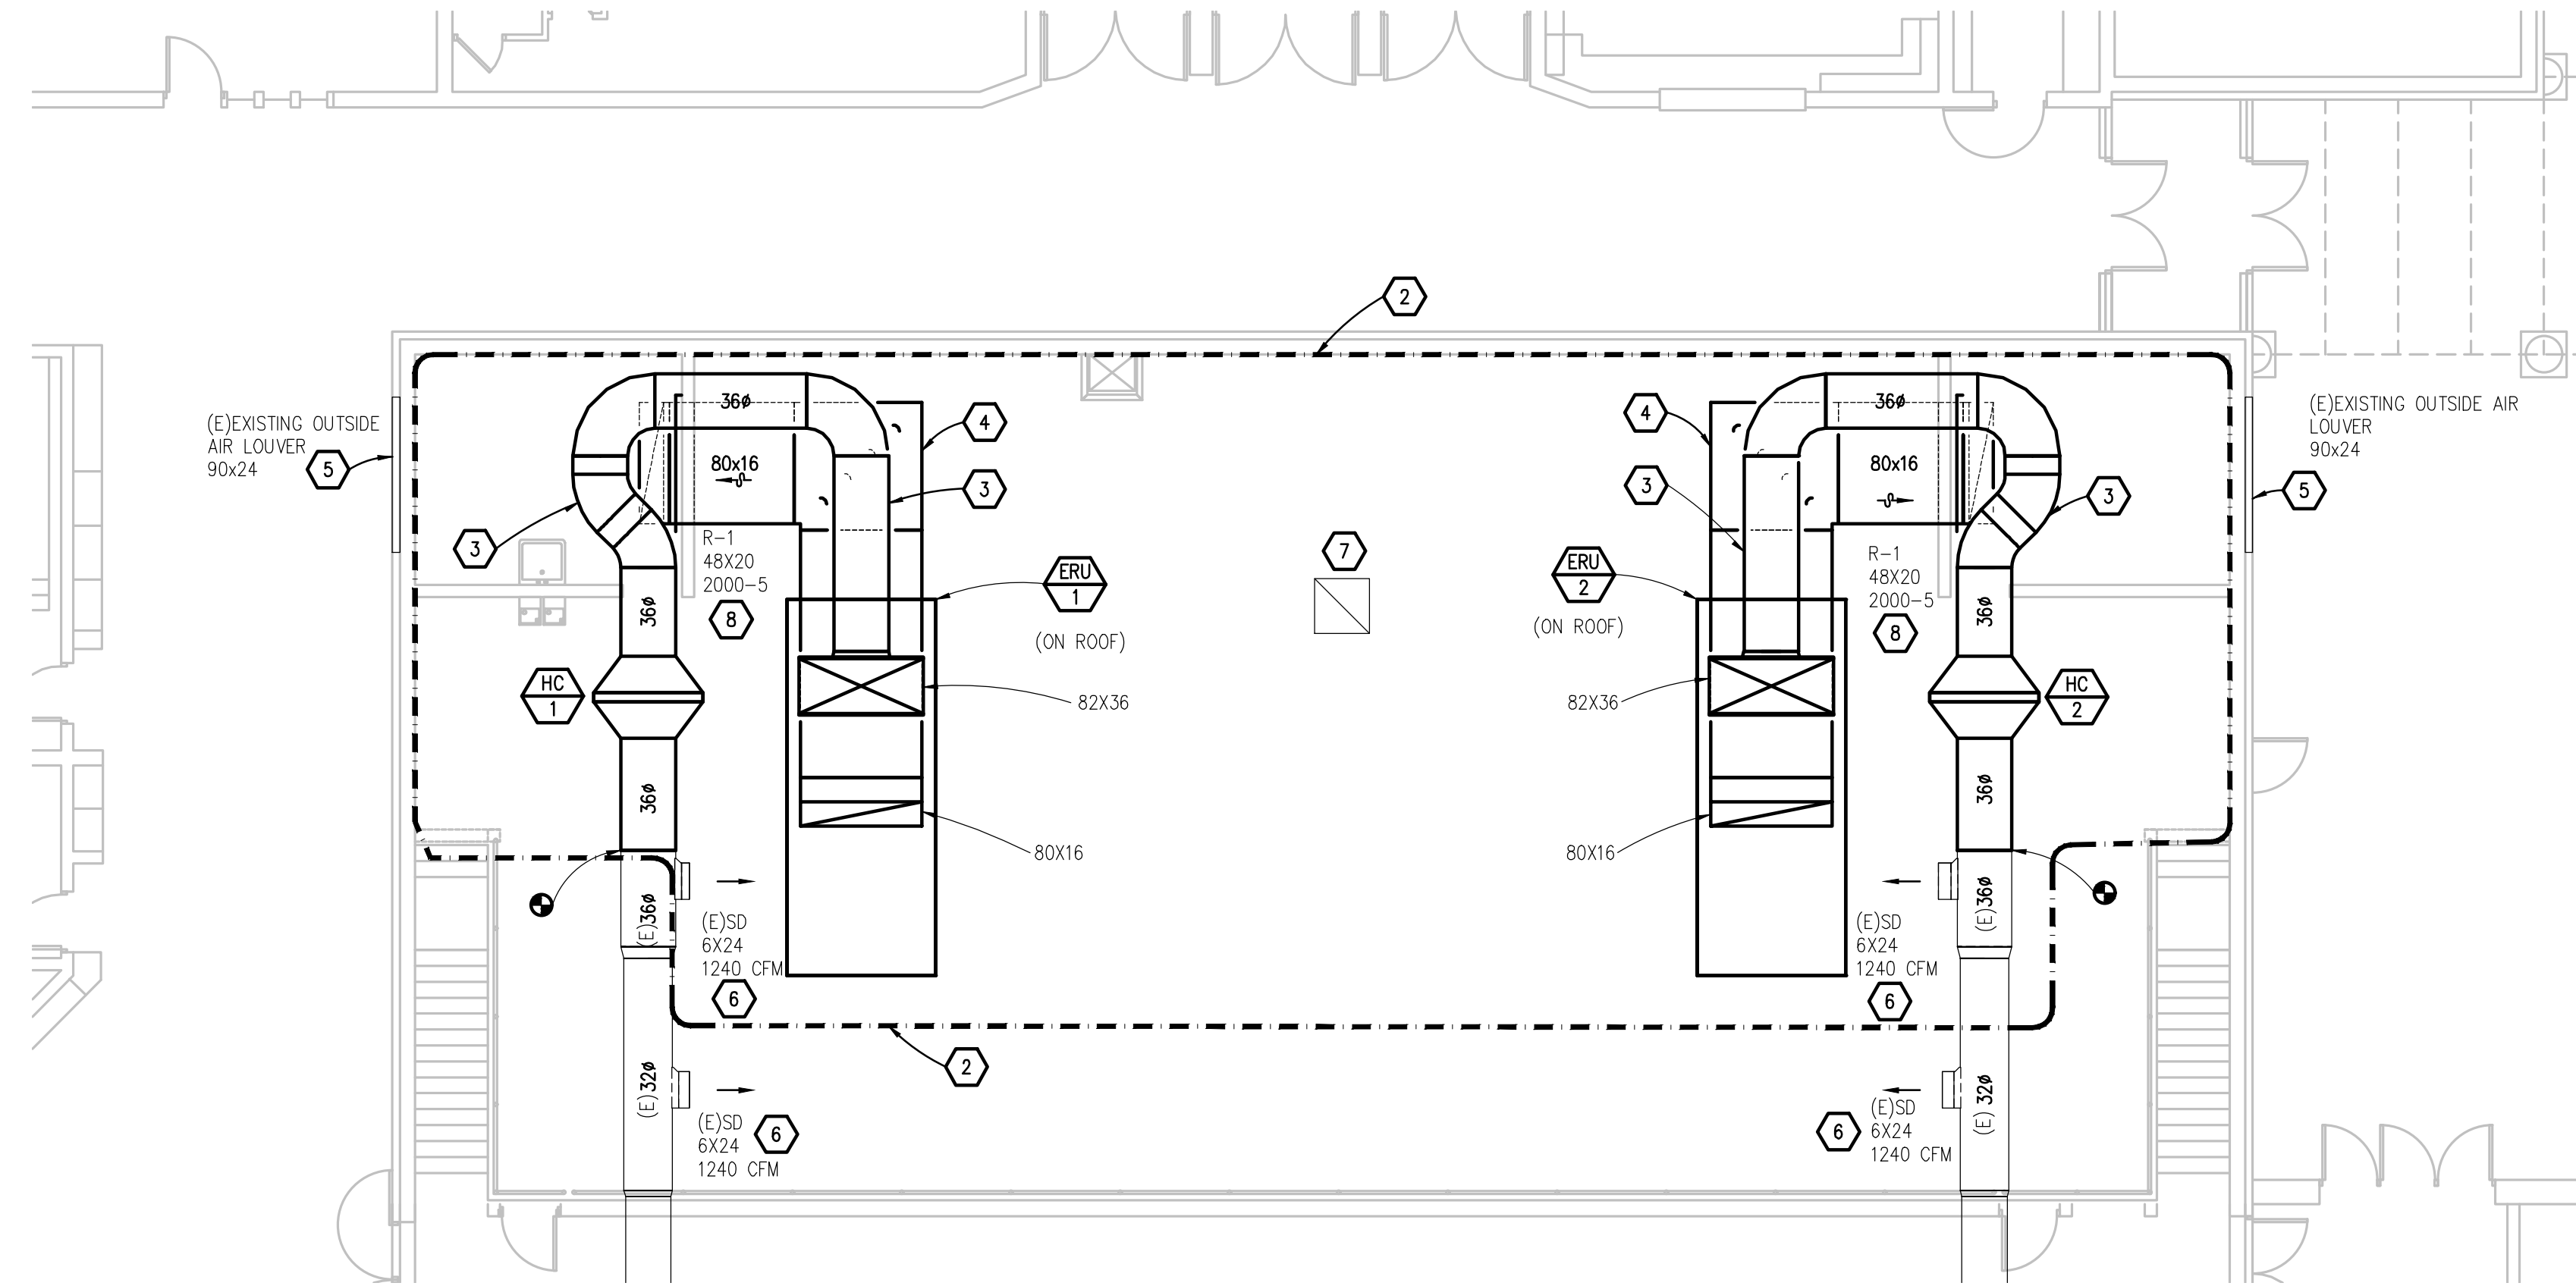 2
(E)EXISTING OUTSIDE
AIR LOUVER
90x24
5
36ø
4
80x16
3
3
R-1
48X20
2000-5
8
ERU
1
(ON ROOF)
36ø
HC
1
82X36
36ø
80X16
(E)36ø
(E)SD
6X24
1240 CFM
6
2
(E)32ø
(E)SD
6X24
1240 CFM
6
7
4
36ø
(E)EXISTING OUTSIDE AIR
LOUVER
90x24
5
80x16
3
3
R-1
48X20
2000-5
8
ERU
2
(ON ROOF)
36ø
HC
2
82X36
36ø
80X16
(E)36ø
(E)SD
6X24
1240 CFM
6
(E) 32ø
(E)SD
6X24
1240 CFM
6